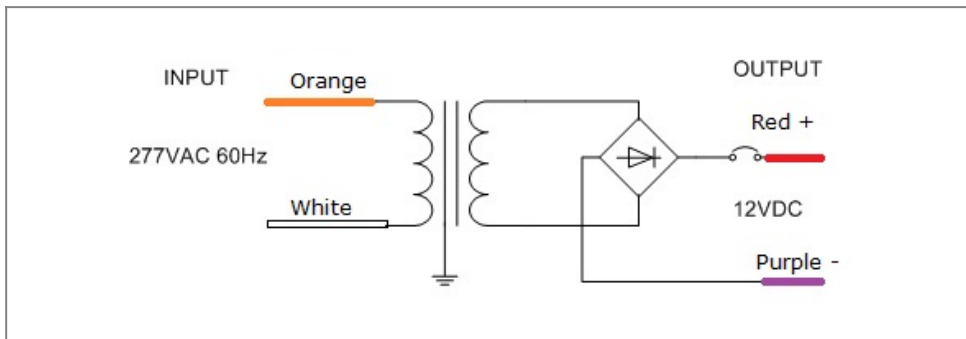 INPUT
Orange
277VAC 60Hz
White
OUTPUT
Red +
12VDC
Purple -